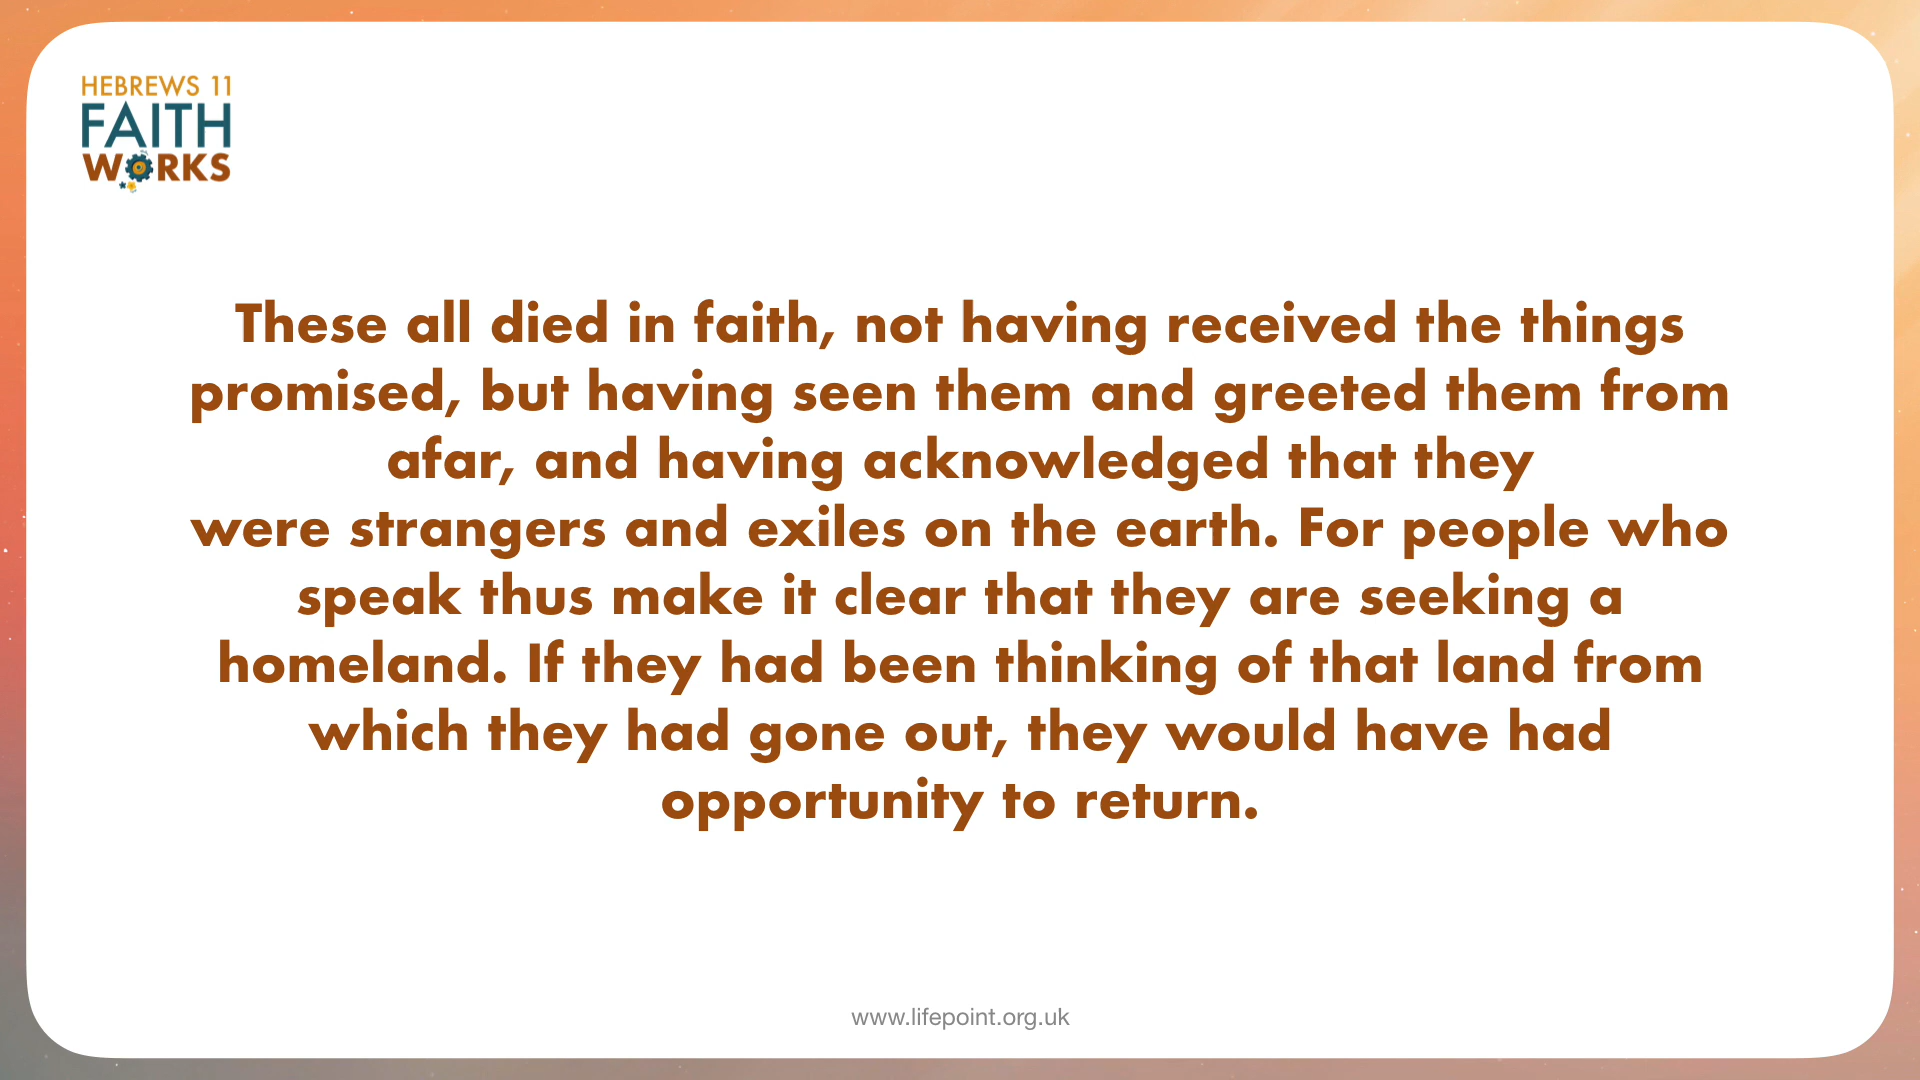 HEBREWS 11
FAITH
WORKS
These all died in faith, not having received the things
promised, but having seen them and greeted them from
afar, and having acknowledged that they
were strangers and exiles on the earth. For people who
speak thus make it clear that they are seeking a
homeland. If they had been thinking of that land from
which they had gone out, they would have had
opportunity to return.
www.lifepoint.org.uk